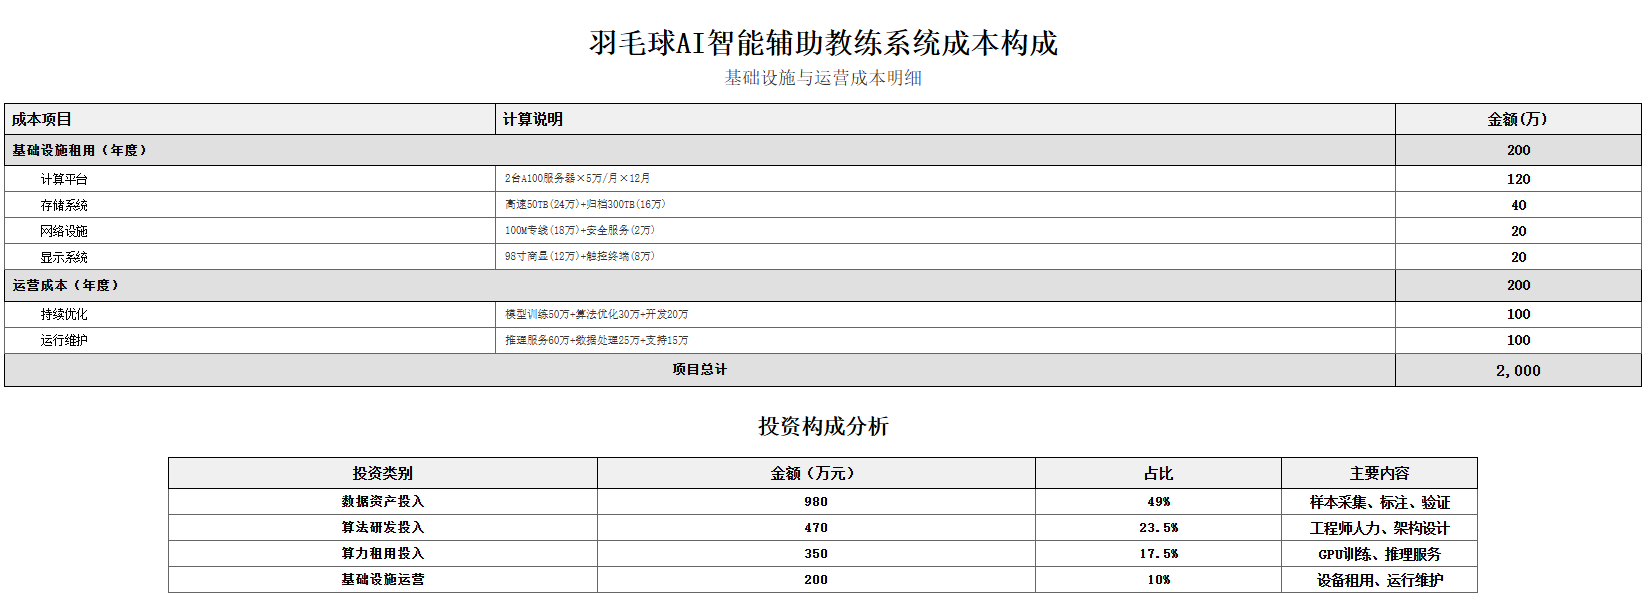 羽毛球AI智能辅助教练系统成本构成
基础设施与运营成本明细
成本项目 计算说明 金额(万)
基础设施租用（年度） 200
计算平台 2台A100服务器×5万/月×12月 120
存储系统 高速50TB(24万)+归档300TB(16万) 40
网络设施 100M专线(18万)+安全服务(2万) 20
显示系统 98寸商显(12万)+触控终端(8万) 20
运营成本（年度） 200
持续优化 模型训练50万+算法优化30万+开发20万 100
运行维护 推理服务60万+数据处理25万+支持15万 100
项目总计 2,000
投资构成分析
投资类别 金额（万元） 占比 主要内容
数据资产投入 980 49% 样本采集、标注、验证
算法研发投入 470 23.5% 工程师人力、架构设计
算力租用投入 350 17.5% GPU训练、推理服务
基础设施运营 200 10% 设备租用、运行维护